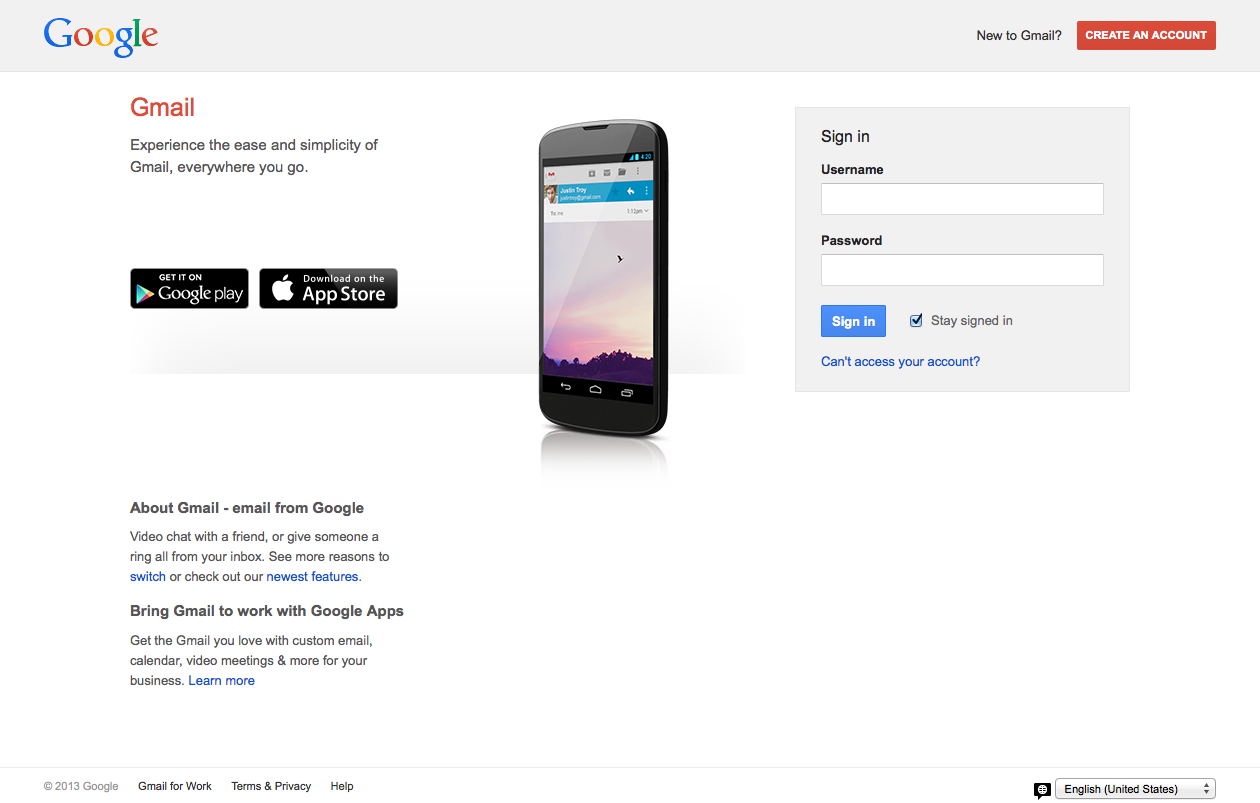 Google
New to Gmail?
CREATE AN ACCOUNT
Gmail
Experience the ease and simplicity of
Gmail, everywhere you go.
GET IT ON
Google play
Download on the
App Store
4:20
Justin Troy
justintroy@gmail.com
To: me
1:12pm
Sign in
Username
Password
Sign in
Stay signed in
Can't access your account?
About Gmail - email from Google
Video chat with a friend, or give someone a
ring all from your inbox. See more reasons to
switch or check out our newest features.
Bring Gmail to work with Google Apps
Get the Gmail you love with custom email,
calendar, video meetings & more for your
business. Learn more
© 2013 Google
Gmail for Work
Terms & Privacy
Help
English (United States)